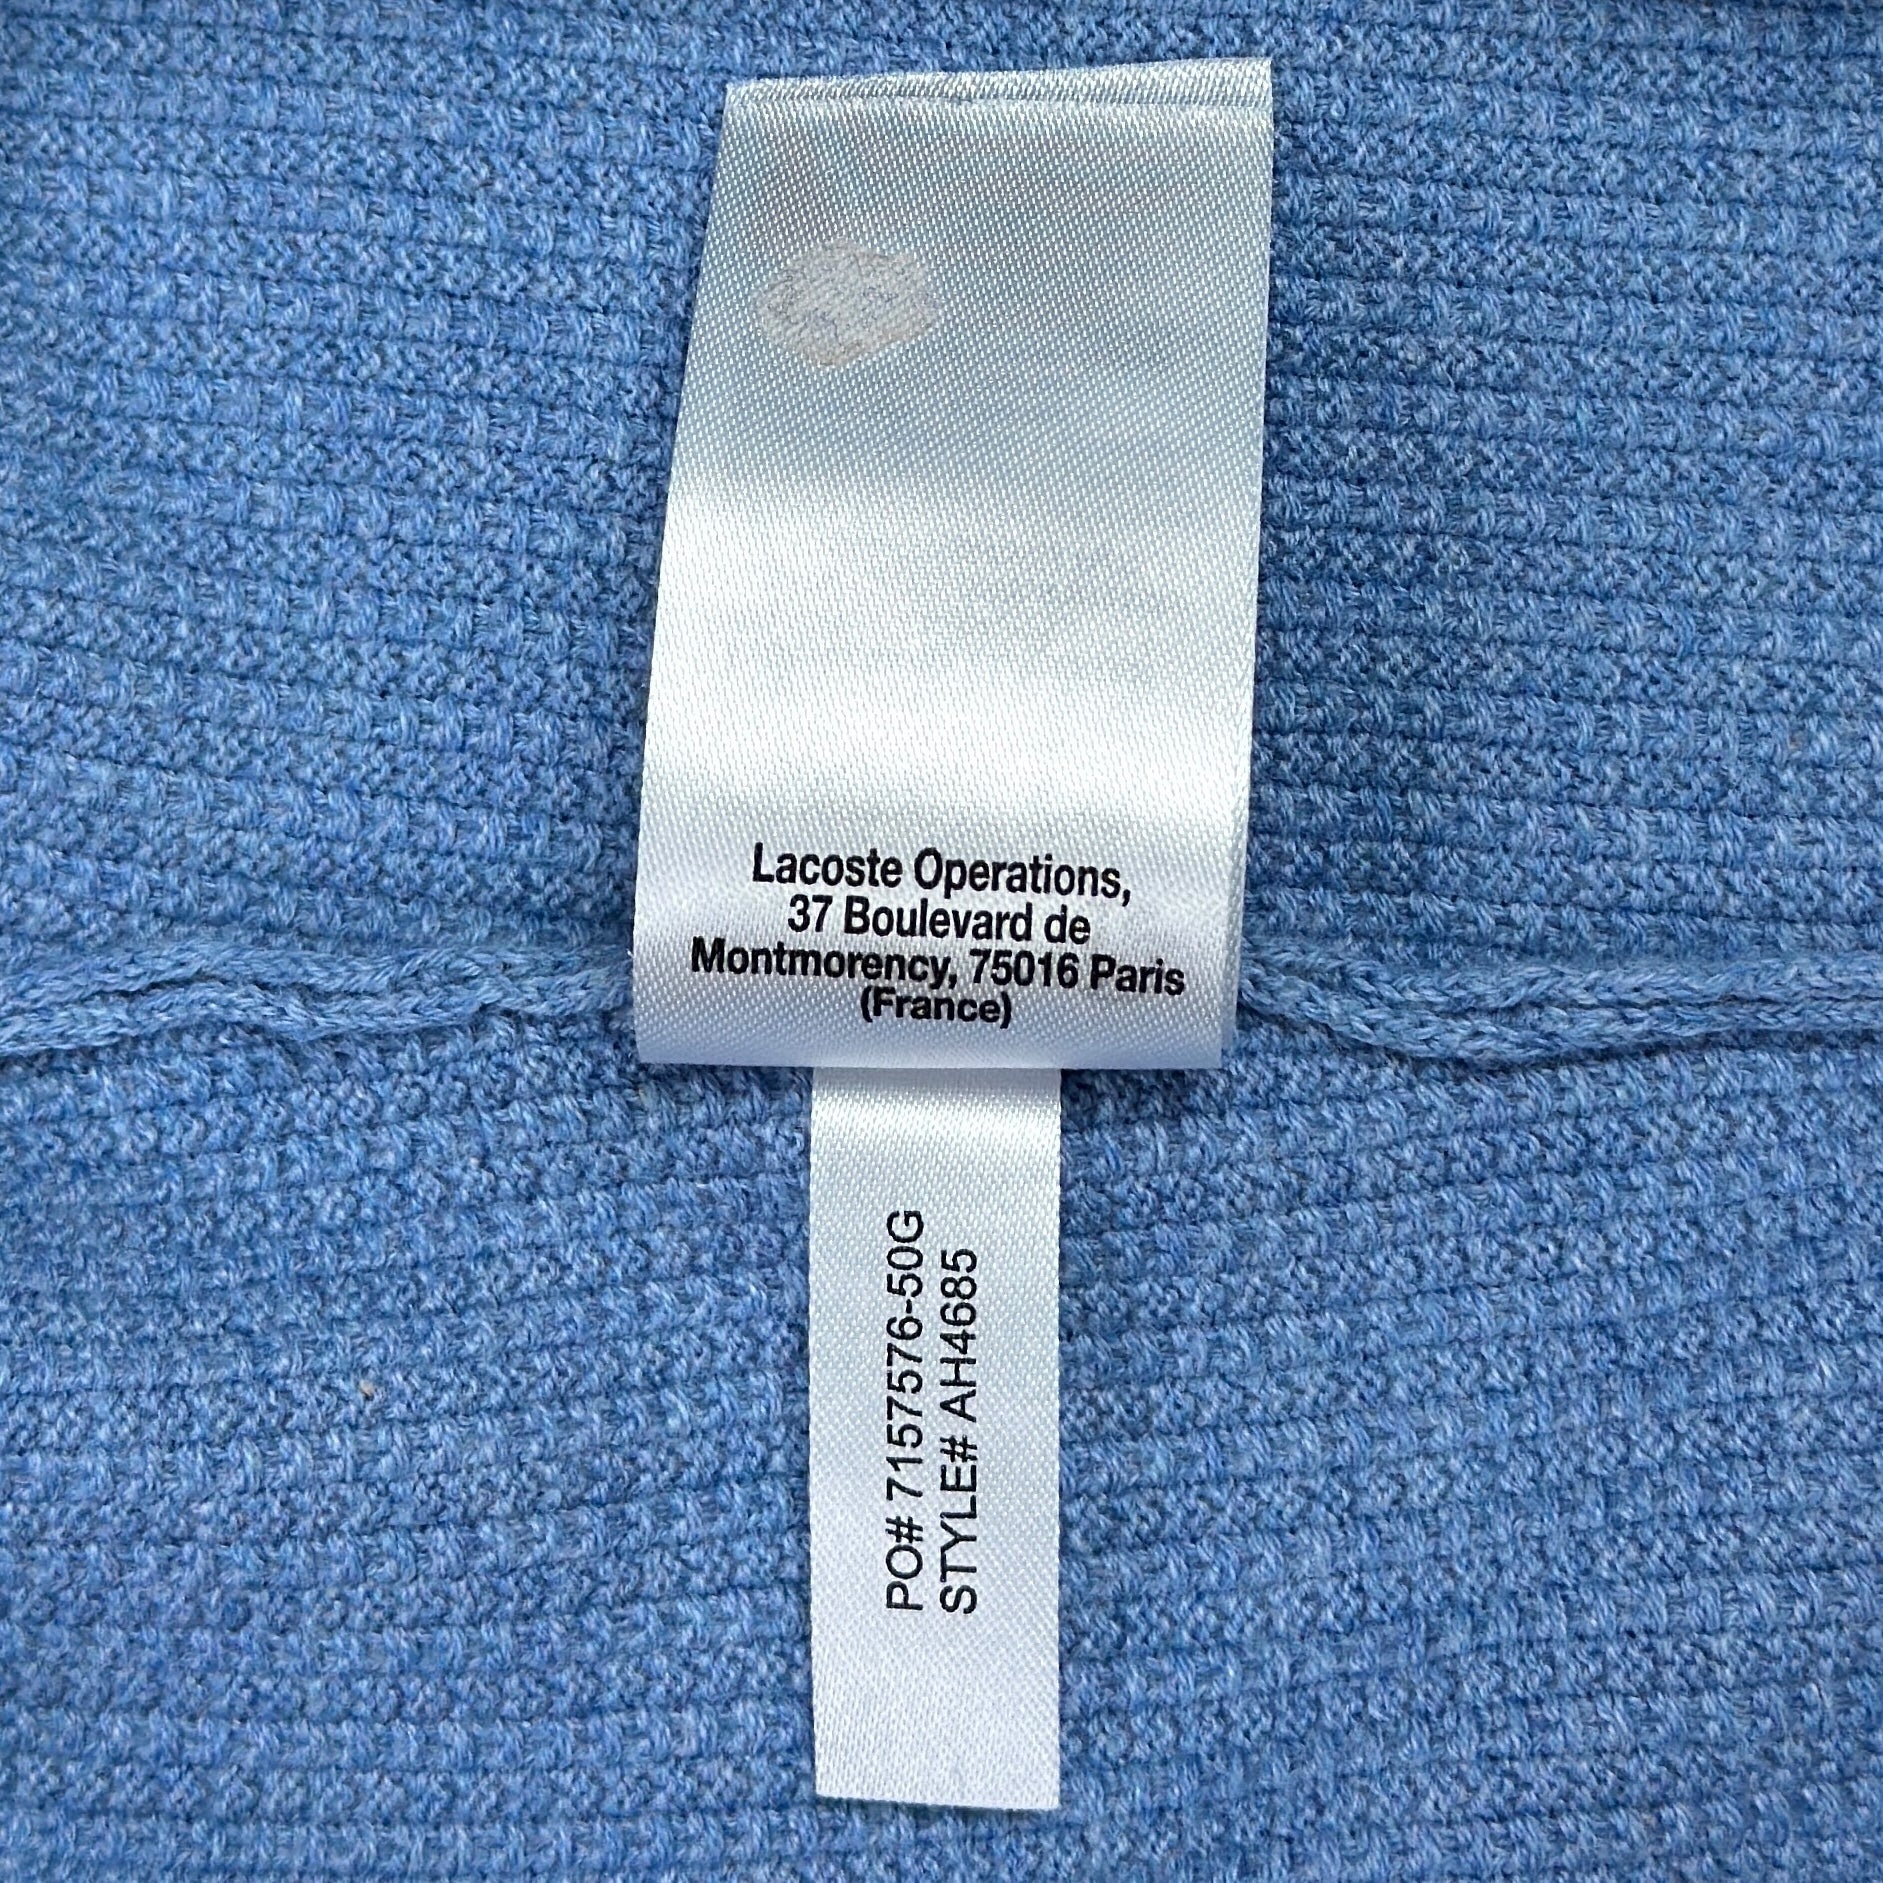 Lacoste Operations,
37 Boulevard de
Montmorency, 75016 Paris
(France)
PO# 7157576-50G
STYLE# AH4685